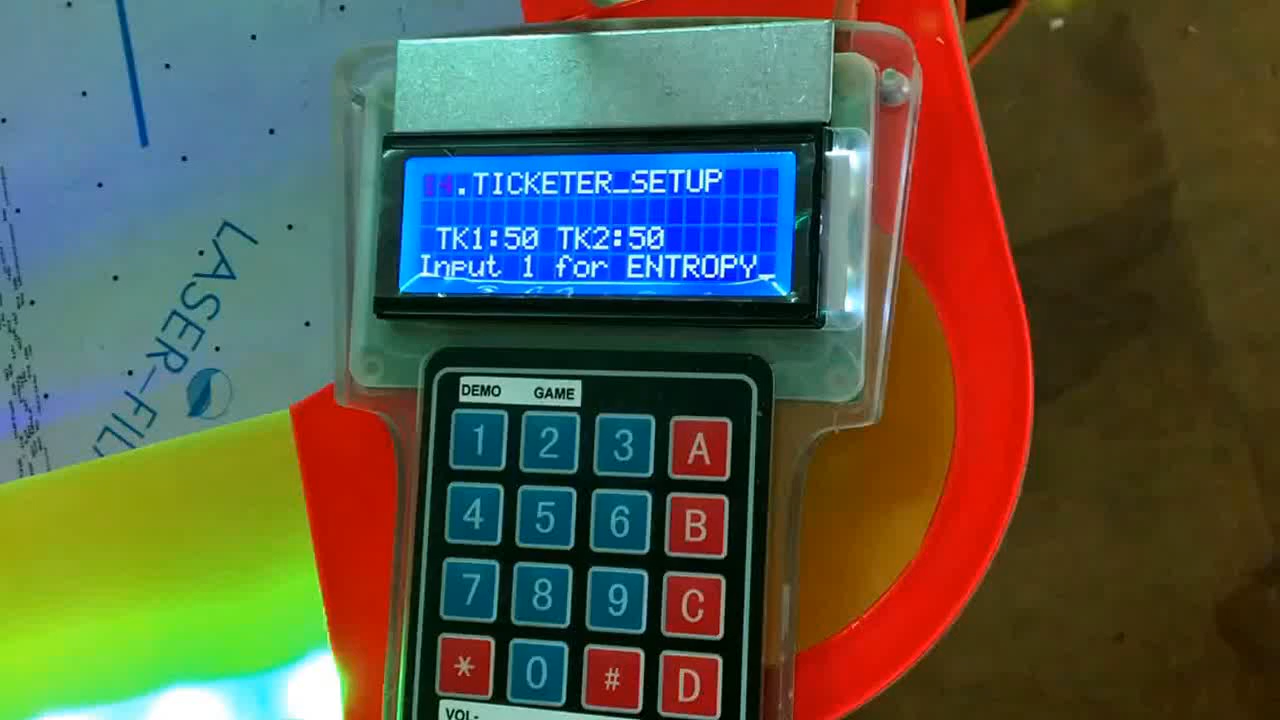 .TICKETER_SETUP
TK1:50 TK2:50
Input 1 for ENTROPY_
DEMO GAME
1 2 3 A
4 5 6 B
7 8 9 C
* 0 # D
VOL-
LASER-FIL